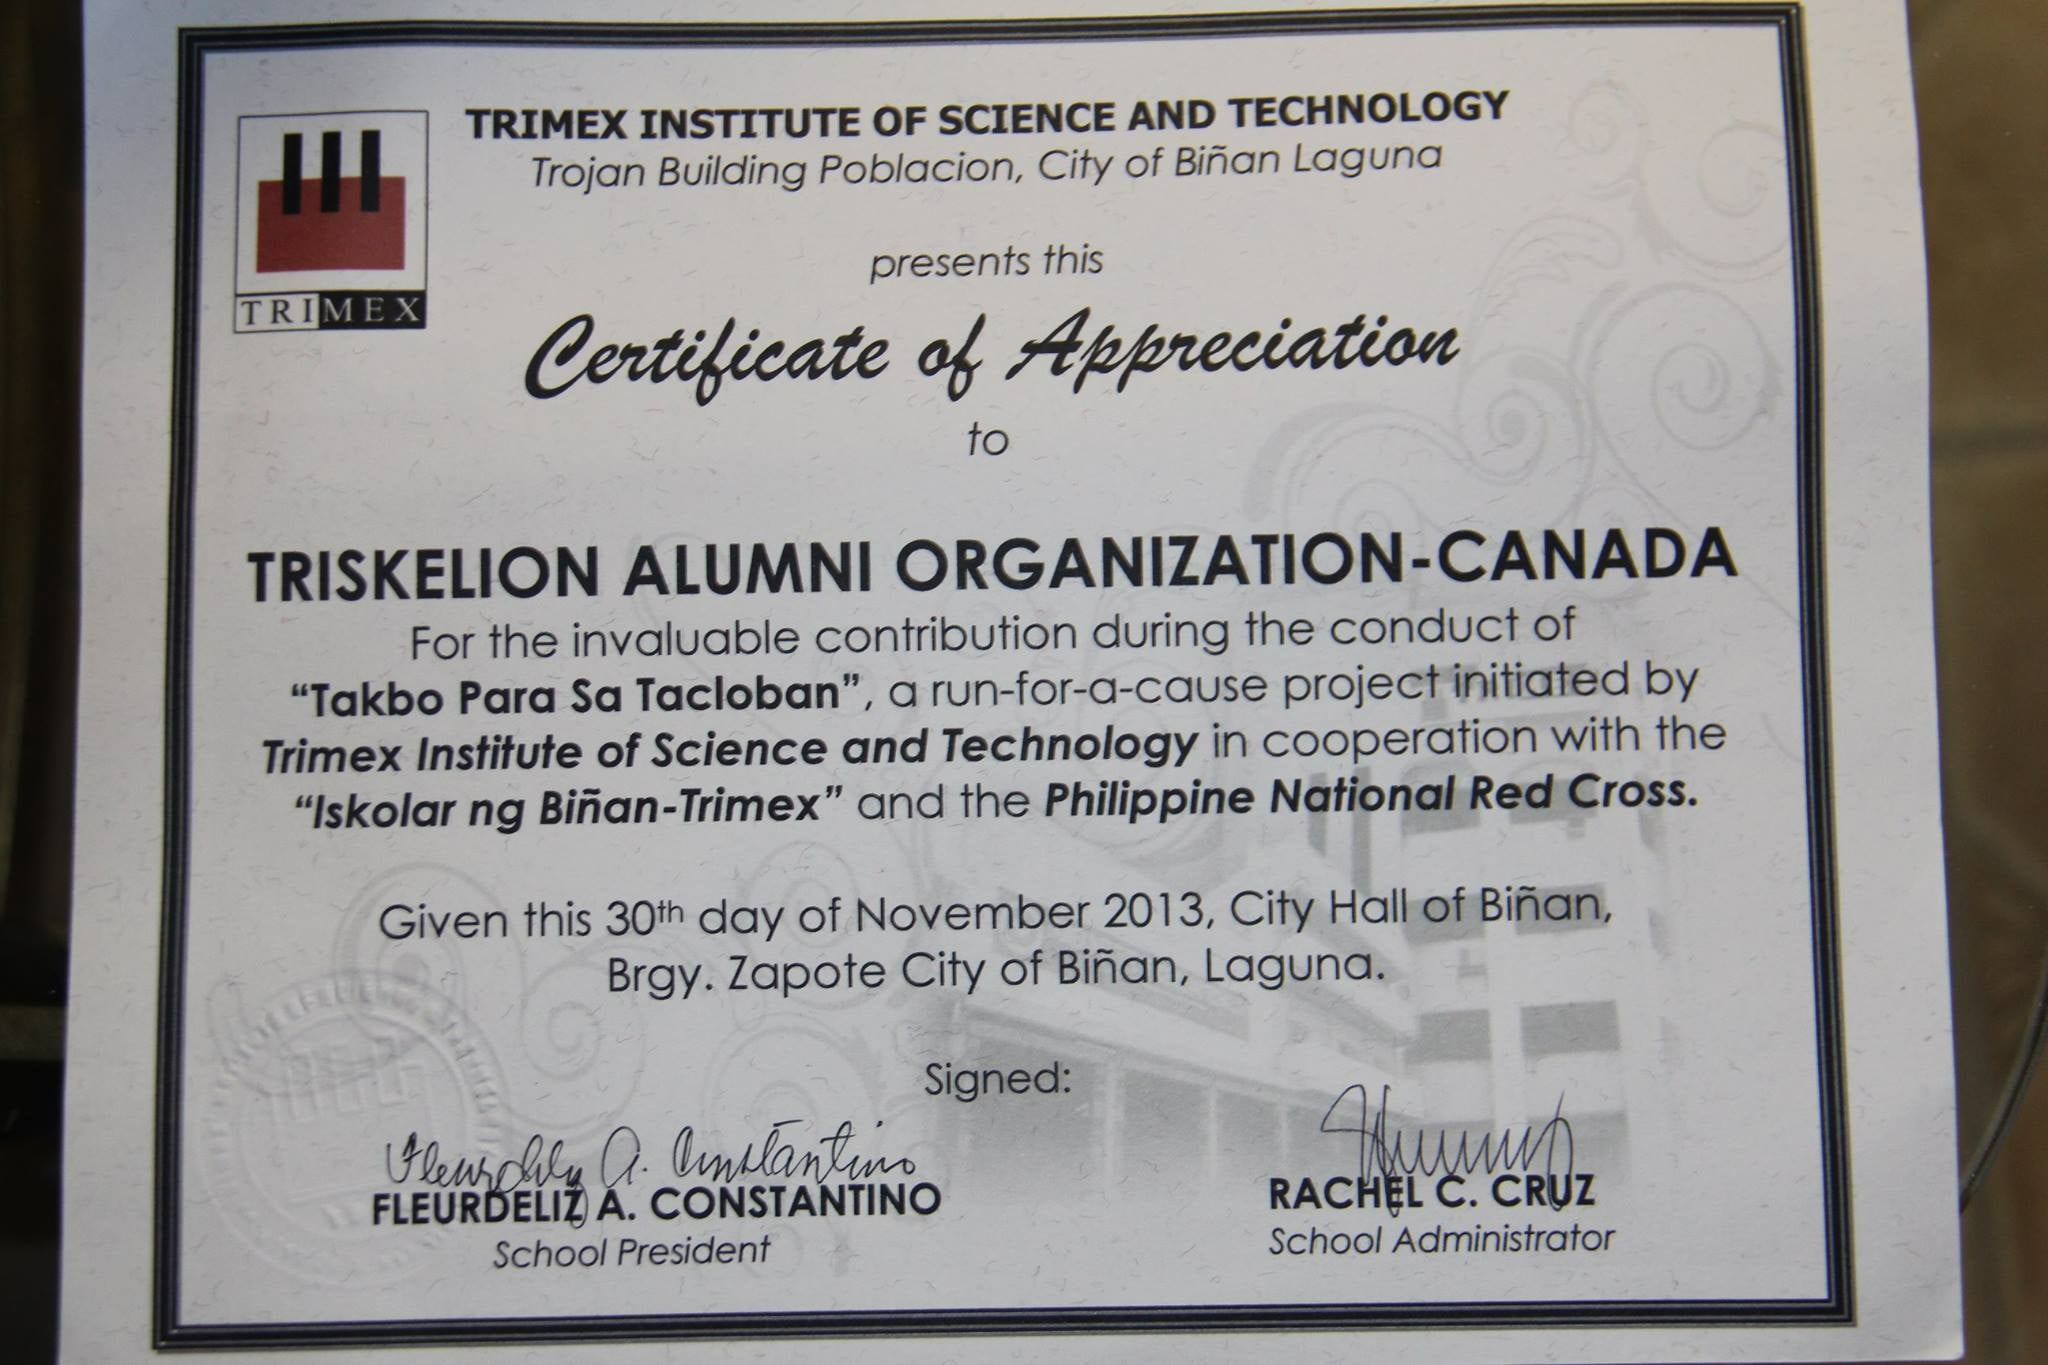 TRIMEX INSTITUTE OF SCIENCE AND TECHNOLOGY
Trojan Building Poblacion, City of Biñan Laguna
TRIMEX
presents this
Certificate of Appreciation
to
TRISKELION ALUMNI ORGANIZATION-CANADA
For the invaluable contribution during the conduct of
“Takbo Para Sa Tacloban”, a run-for-a-cause project initiated by
Trimex Institute of Science and Technology in cooperation with the
“Iskolar ng Biñan-Trimex” and the Philippine National Red Cross.
Given this 30th day of November 2013, City Hall of Biñan,
Brgy. Zapote City of Biñan, Laguna.
Signed:
Fleurdeliz A. Constantino
FLEURDELIZ A. CONSTANTINO
School President
RACHEL C. CRUZ
School Administrator